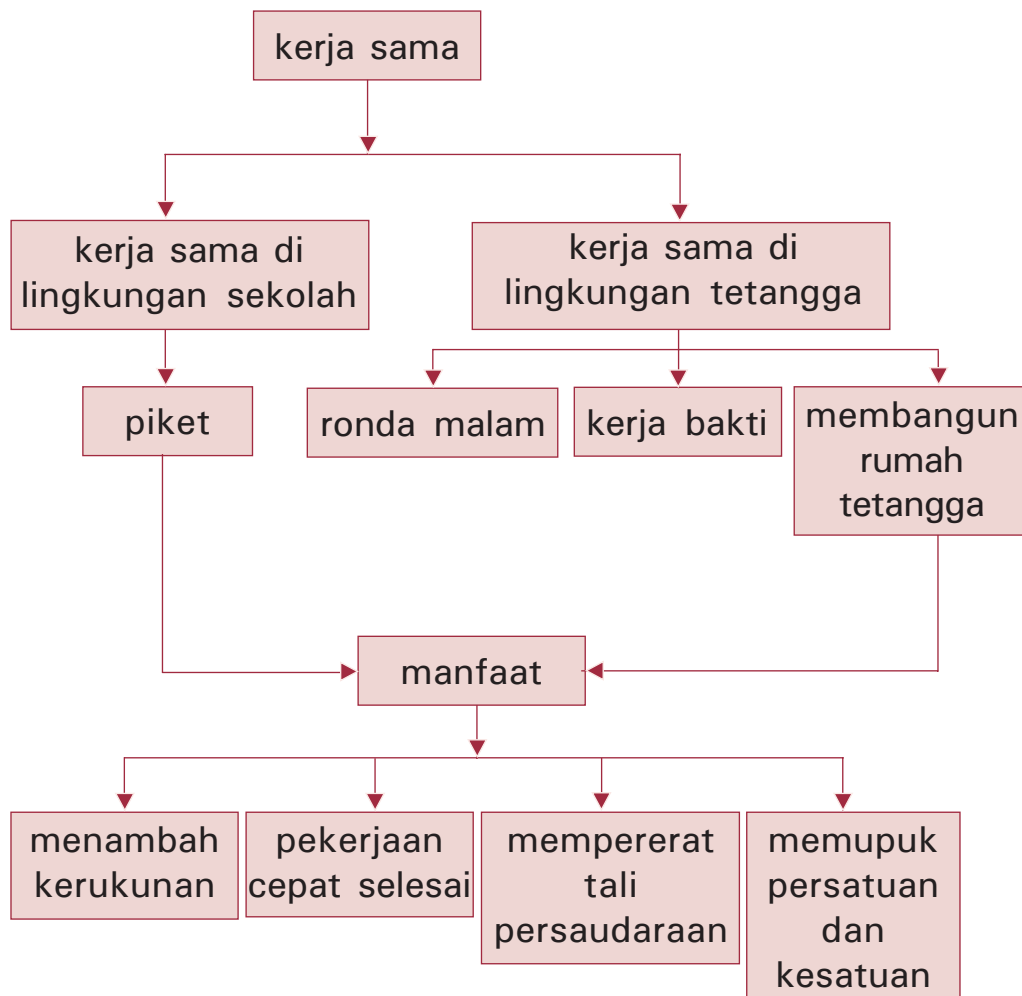 kerja sama
kerja sama di
lingkungan sekolah
kerja sama di
lingkungan tetangga
piket
ronda malam
kerja bakti
membangun
rumah
tetangga
manfaat
menambah
kerukunan
pekerjaan
cepat selesai
mempererat
tali
persaudaraan
memupuk
persatuan
dan
kesatuan